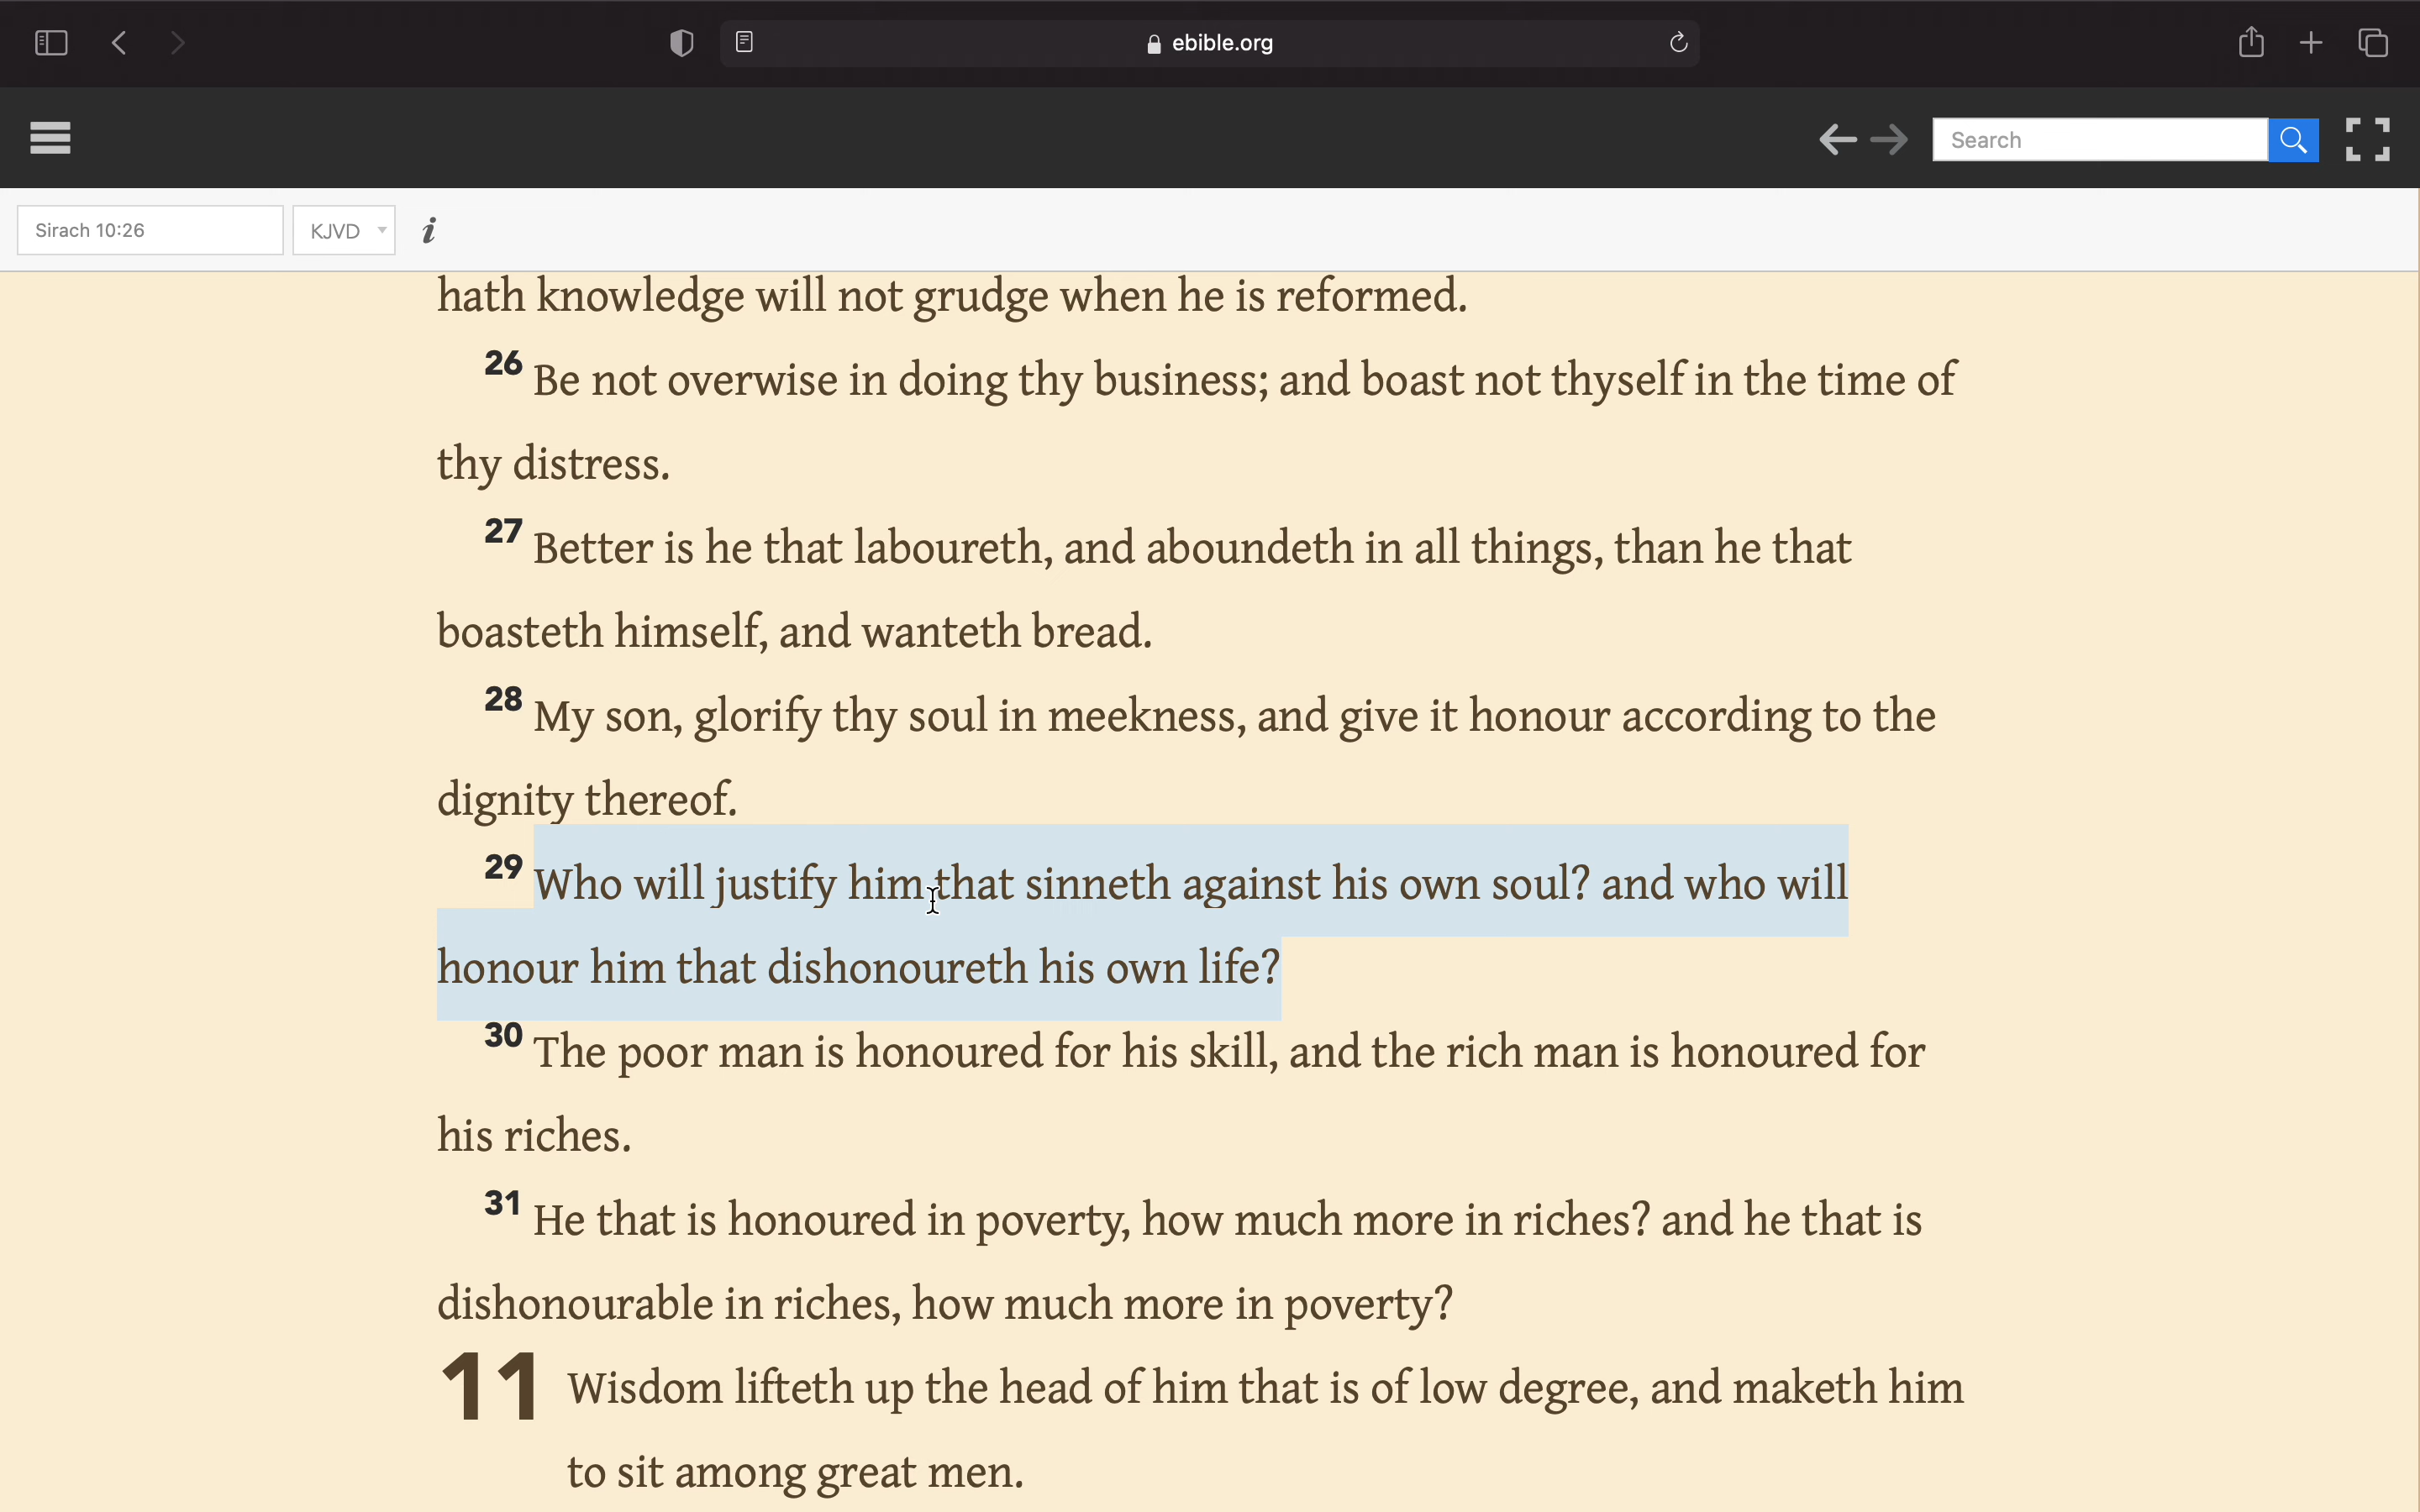 ebible.org
Search
Sirach 10:26 KJVD i
hath knowledge will not grudge when he is reformed.
26 Be not overwise in doing thy business; and boast not thyself in the time of
thy distress.
27 Better is he that laboureth, and aboundeth in all things, than he that
boasteth himself, and wanteth bread.
28 My son, glorify thy soul in meekness, and give it honour according to the
dignity thereof.
29 Who will justify him that sinneth against his own soul? and who will
honour him that dishonoureth his own life?
30 The poor man is honoured for his skill, and the rich man is honoured for
his riches.
31 He that is honoured in poverty, how much more in riches? and he that is
dishonourable in riches, how much more in poverty?
11 Wisdom lifteth up the head of him that is of low degree, and maketh him
to sit among great men.